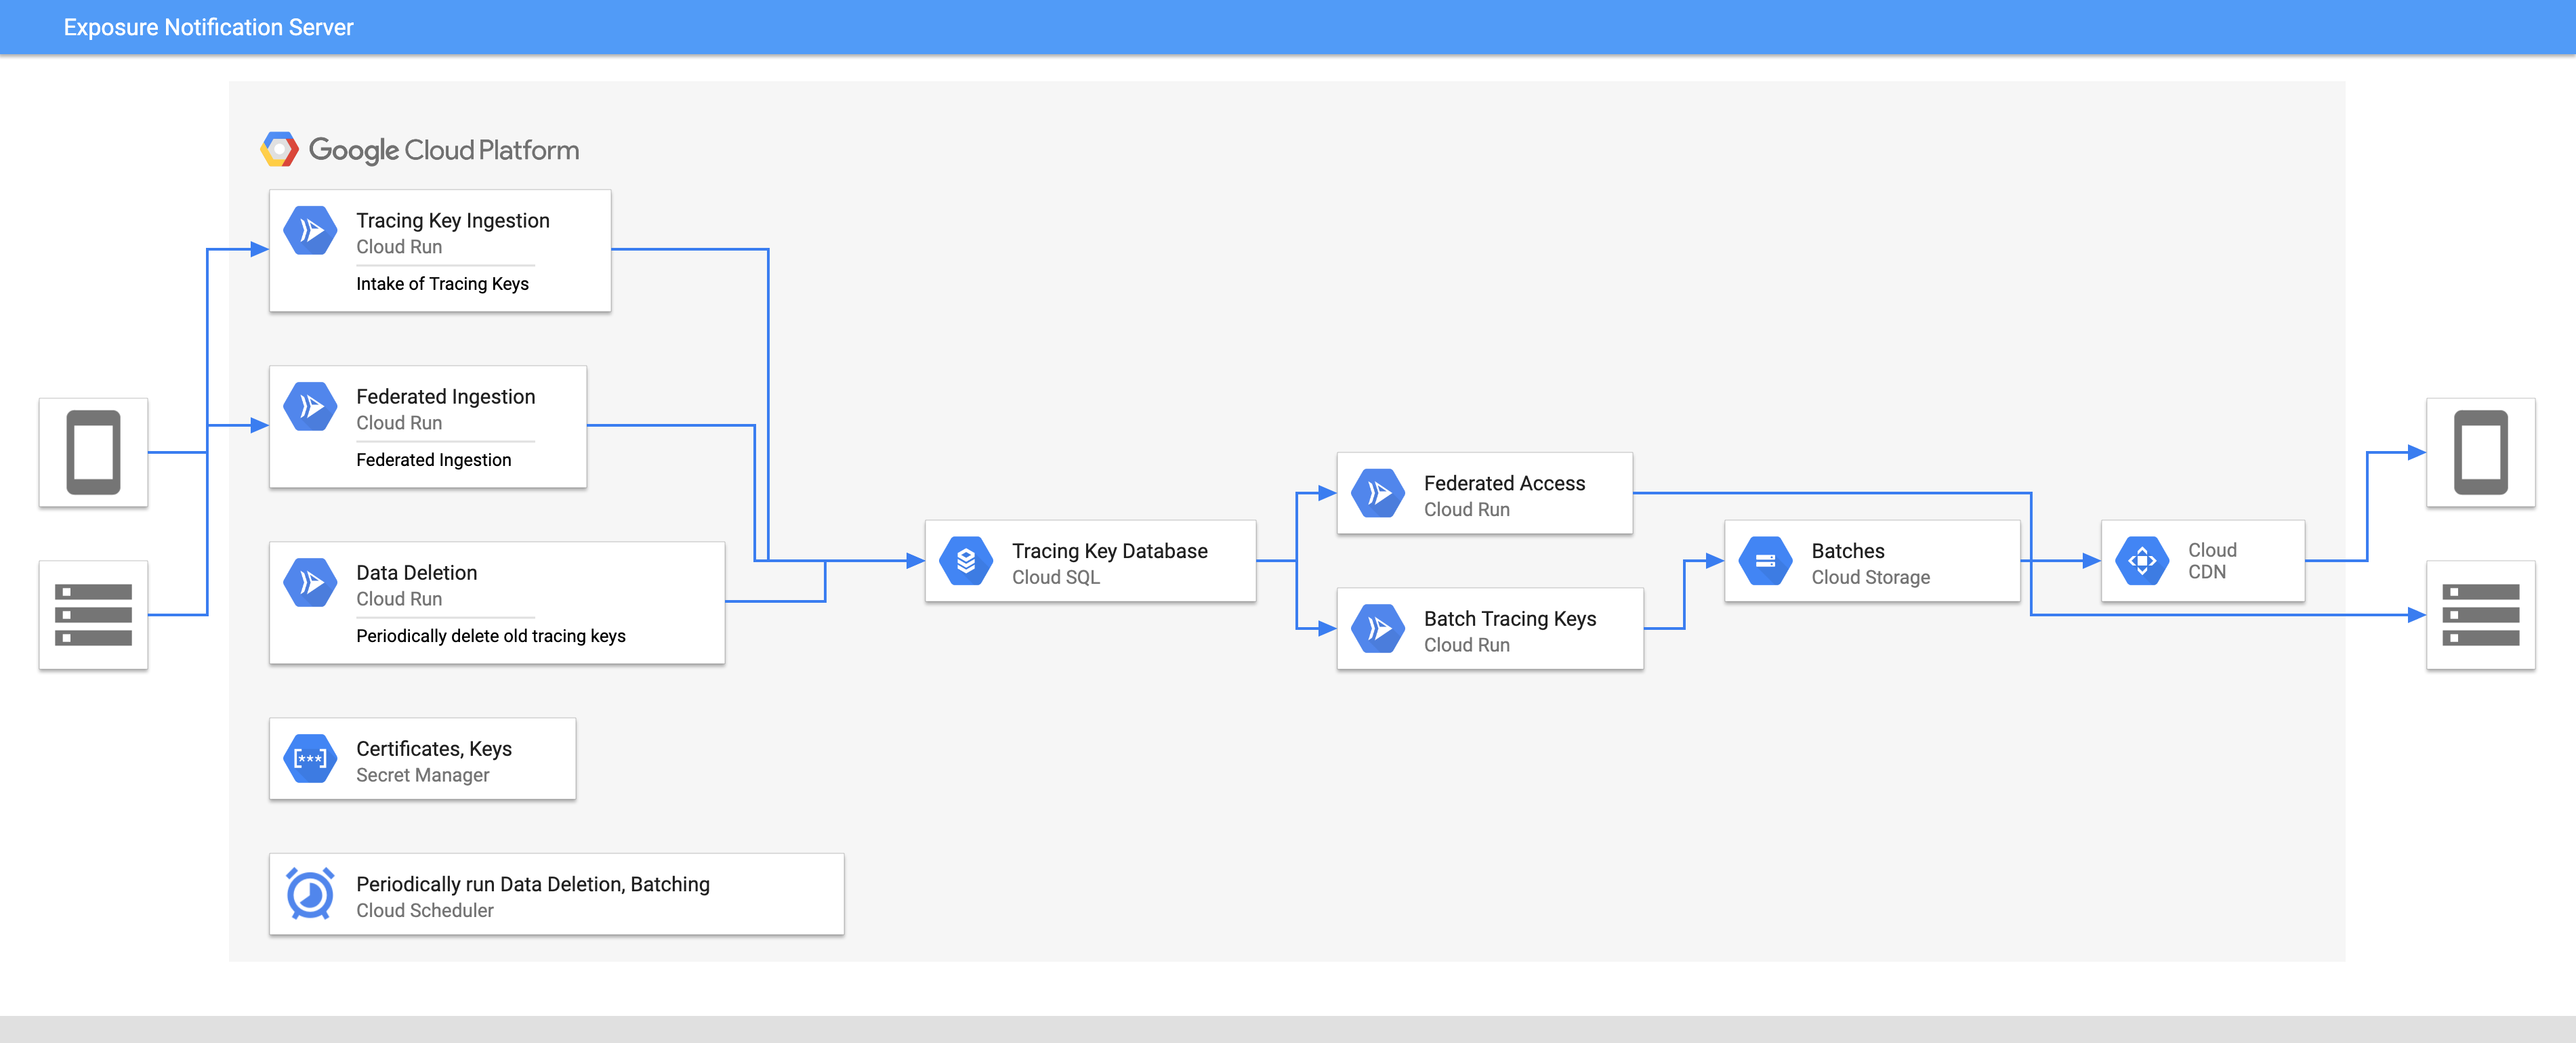 Exposure Notification Server
Google Cloud Platform
Tracing Key Ingestion
Cloud Run
Intake of Tracing Keys
Federated Ingestion
Cloud Run
Federated Ingestion
Data Deletion
Cloud Run
Periodically delete old tracing keys
Certificates, Keys
Secret Manager
Periodically run Data Deletion, Batching
Cloud Scheduler
Tracing Key Database
Cloud SQL
Federated Access
Cloud Run
Batch Tracing Keys
Cloud Run
Batches
Cloud Storage
Cloud
CDN